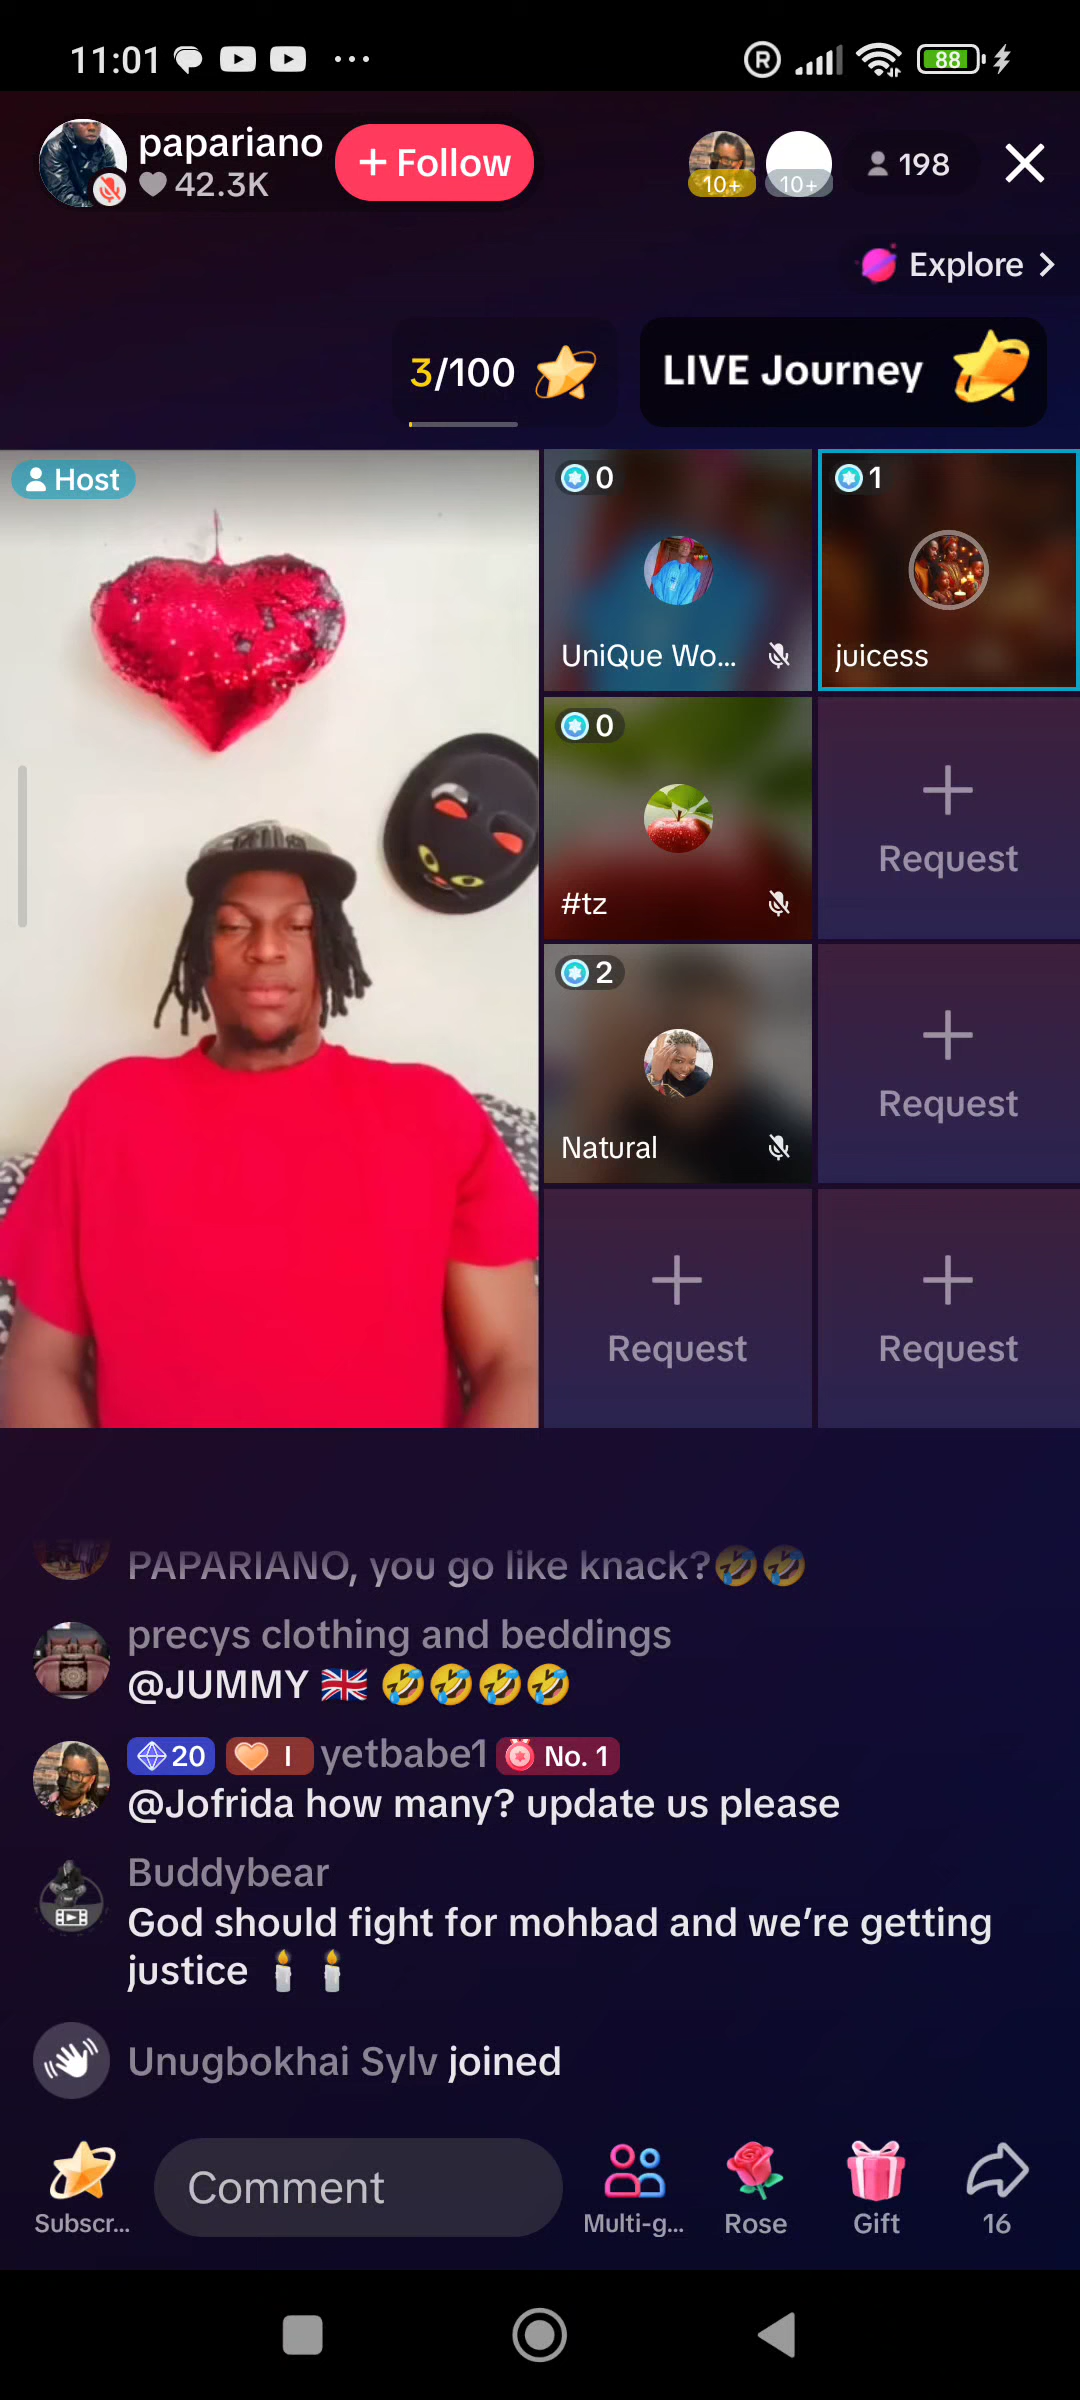 11:01
R
88
papariano
42.3K
+ Follow
10+
10+
198
Explore
3/100
LIVE Journey
Host
0
UniQue Wo...
1
juicess
0
#tz
Request
2
Natural
Request
Request
Request
PAPARIANO, you go like knack?🤣🤣
precys clothing and beddings
@JUMMY 🇬🇧 🤣🤣🤣🤣
20 I yetbabe1 No. 1
@Jofrida how many? update us please
Buddybear
God should fight for mohbad and we’re getting
justice 🕯️ 🕯️
Unugbokhai Sylv joined
Subscr...
Comment
Multi-g...
Rose
Gift
16